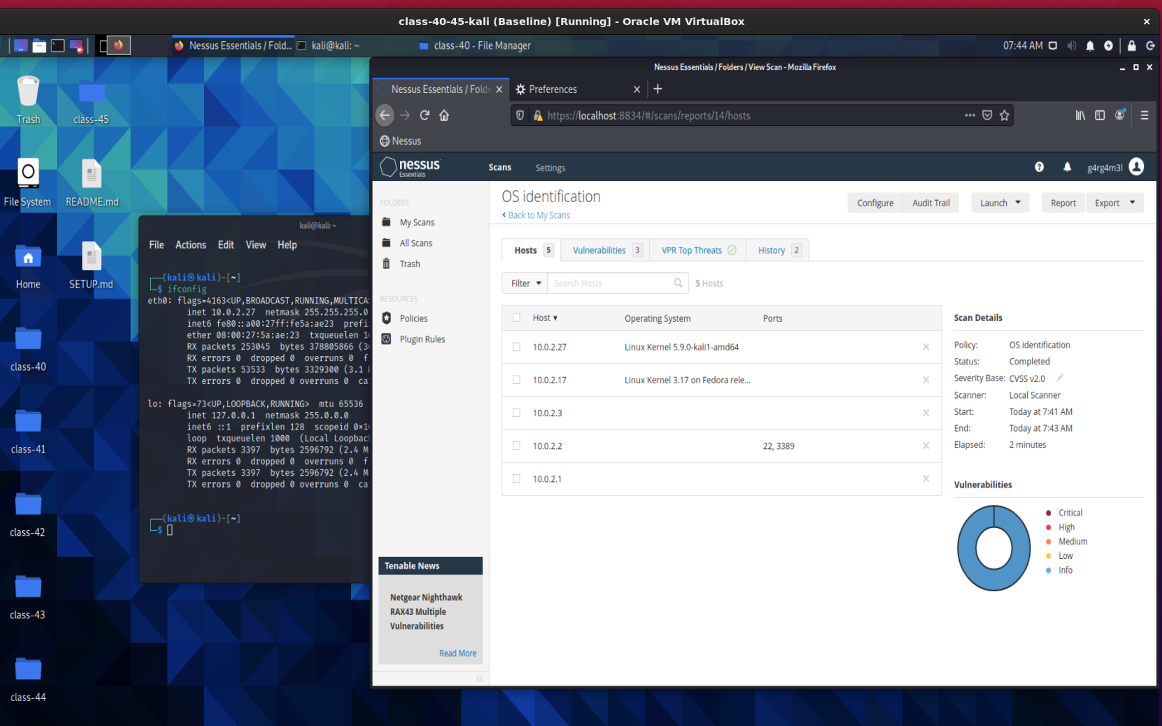 class-40-45-kali (Baseline) [Running] - Oracle VM VirtualBox
Nessus Essentials / Fold...
kali@kali: ~
class-40 - File Manager
07:44 AM
Trash
class-45
File System
README.md
Home
SETUP.md
class-40
class-41
class-42
class-43
class-44
kali@kali: ~
File Actions Edit View Help
┌──(kali㉿kali)-[~]
└─$ ifconfig
eth0: flags=4163<UP,BROADCAST,RUNNING,MULTICA
inet 10.0.2.27 netmask 255.255.255.0
inet6 fe80::a00:27ff:fe5a:ae23 prefi
ether 08:00:27:5a:ae:23 txqueuelen 1
RX packets 253045 bytes 378805866 (3
RX errors 0 dropped 0 overruns 0 f
TX packets 53533 bytes 3329300 (3.1
TX errors 0 dropped 0 overruns 0 ca
lo: flags=73<UP,LOOPBACK,RUNNING> mtu 65536
inet 127.0.0.1 netmask 255.0.0.0
inet6 ::1 prefixlen 128 scopeid 0×1
loop txqueuelen 1000 (Local Loopbac
RX packets 3397 bytes 2596792 (2.4 M
RX errors 0 dropped 0 overruns 0 f
TX packets 3397 bytes 2596792 (2.4 M
TX errors 0 dropped 0 overruns 0 ca
┌──(kali㉿kali)-[~]
└─$
Nessus Essentials / Folders / View Scan - Mozilla Firefox
Nessus Essentials / Folde
Preferences
https://localhost:8834/#/scans/reports/14/hosts
Nessus
nessus
Essentials
Scans
Settings
g4rg4m3l
FOLDERS
My Scans
All Scans
Trash
RESOURCES
Policies
Plugin Rules
Tenable News
Netgear Nighthawk
RAX43 Multiple
Vulnerabilities
Read More
OS identification
Back to My Scans
Configure
Audit Trail
Launch
Report
Export
Hosts 5
Vulnerabilities 3
VPR Top Threats
History 2
Filter
Search Hosts
5 Hosts
Host Operating System Ports
10.0.2.27 Linux Kernel 5.9.0-kali1-amd64
10.0.2.17 Linux Kernel 3.17 on Fedora rele...
10.0.2.3
10.0.2.2 22, 3389
10.0.2.1
Scan Details
Policy: OS identification
Status: Completed
Severity Base: CVSS v2.0
Scanner: Local Scanner
Start: Today at 7:41 AM
End: Today at 7:43 AM
Elapsed: 2 minutes
Vulnerabilities
Critical
High
Medium
Low
Info